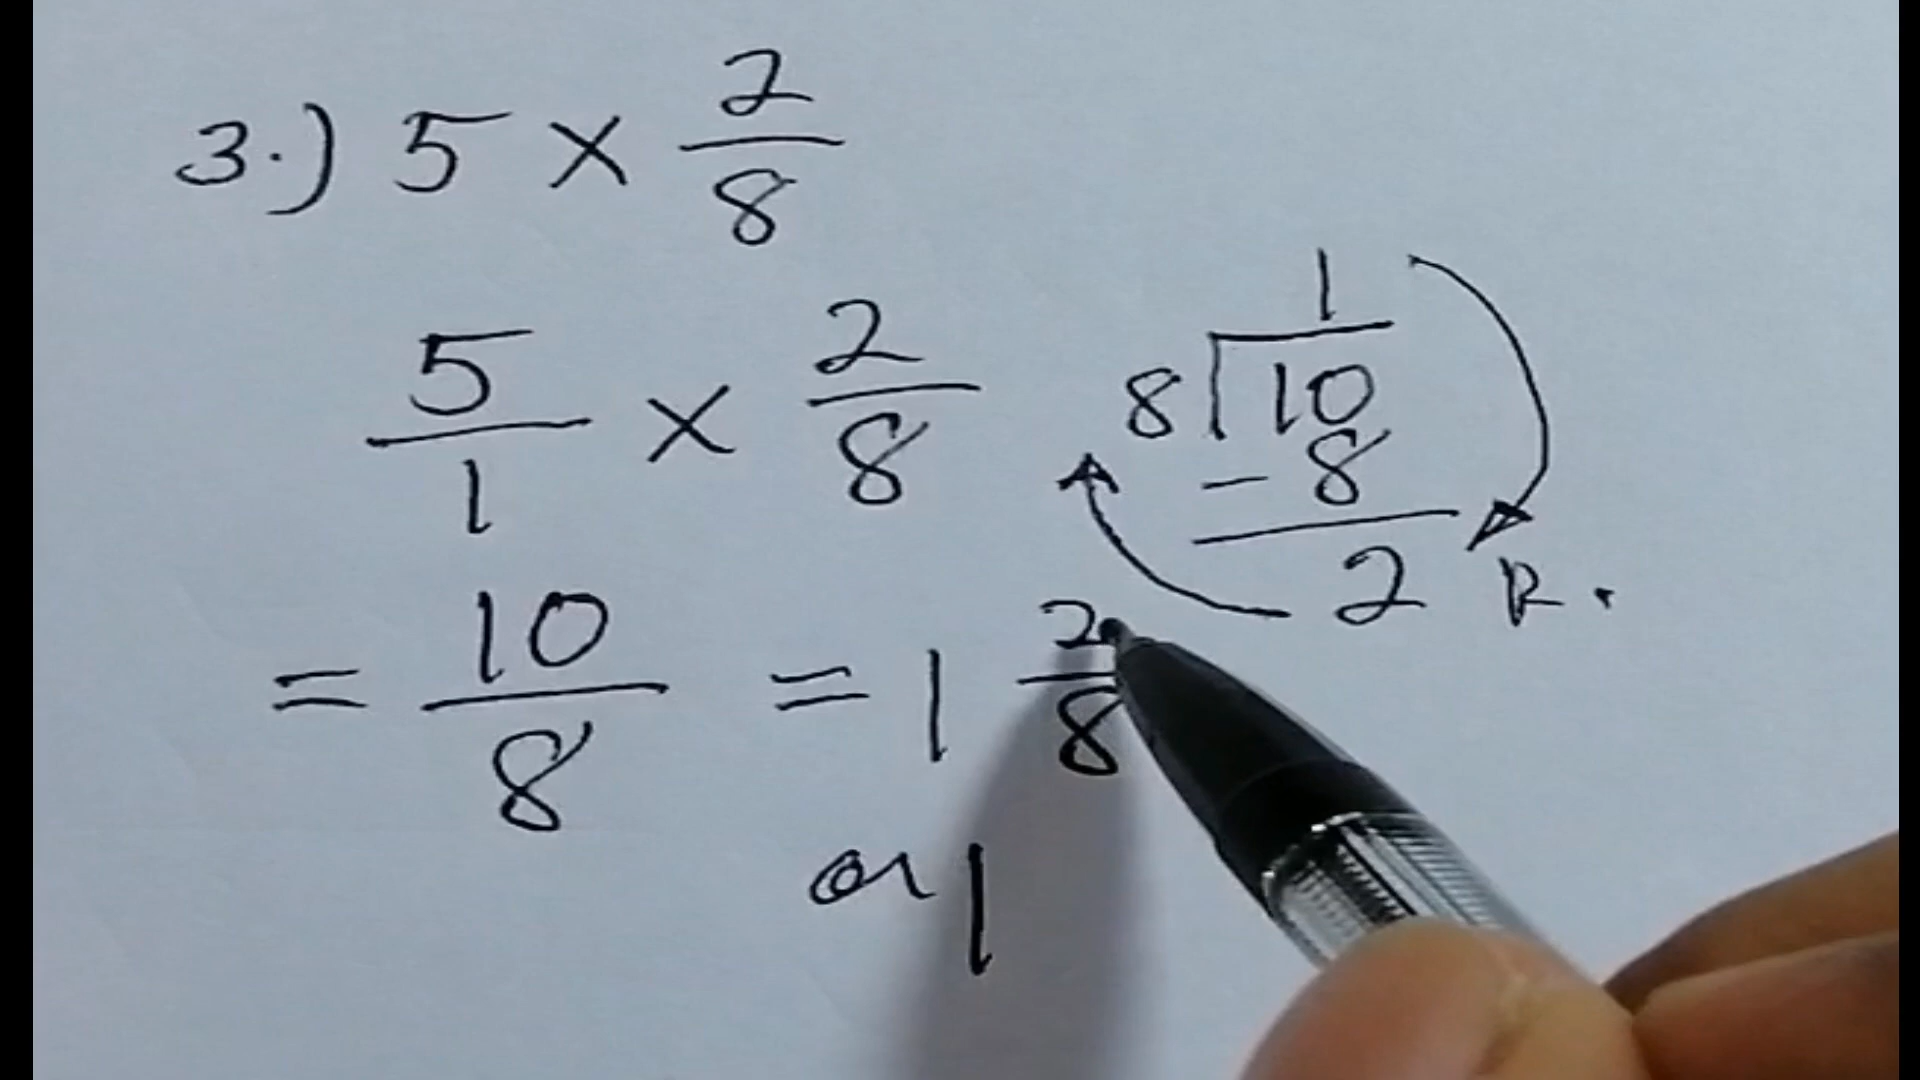 3.) 5 × 2/8
5/1 × 2/8
= 10/8 = 1 2/8
or 1
1
8 10
- 8
2 R.